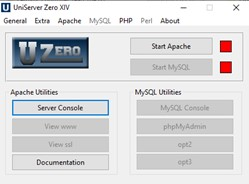 UniServer Zero XIV
General Extra Apache MySQL PHP Perl About
U ZERO
Start Apache
Start MySQL
Apache Utilities
Server Console
View www
View ssl
Documentation
MySQL Utilities
MySQL Console
phpMyAdmin
opt2
opt3